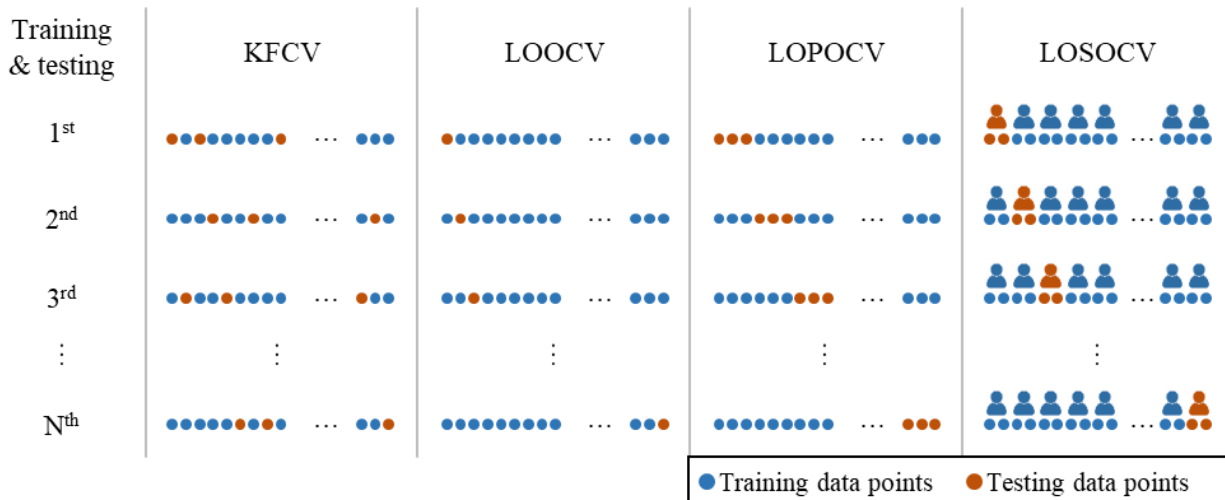 Training
& testing
KFCV
LOOCV
LOPOCV
LOSOCV
1st
... ... ... ...
2nd
... ... ... ...
3rd
... ... ... ...
⋮ ⋮ ⋮ ⋮ ⋮
Nth
... ... ... ...
Training data points
Testing data points